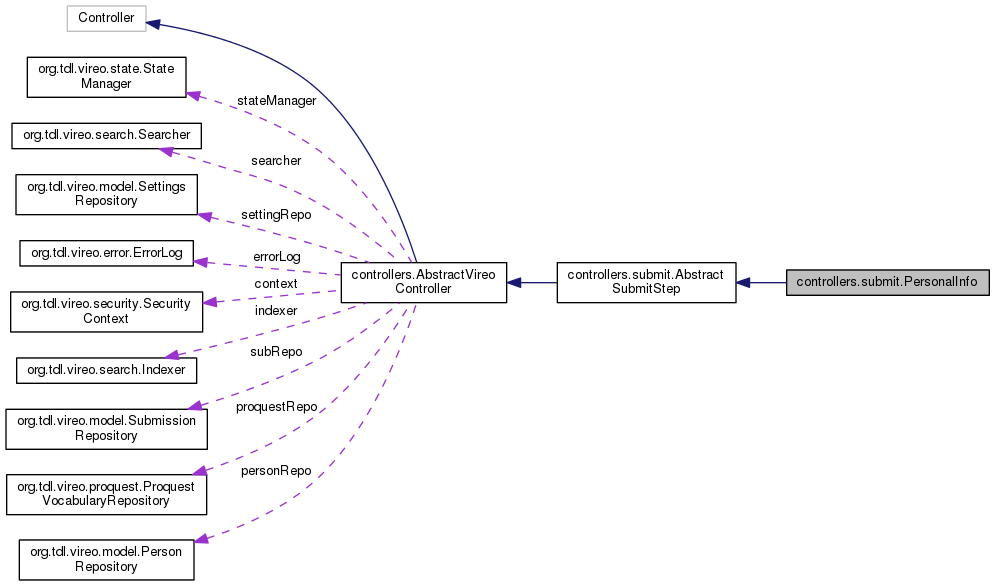 Controller
org.tdl.vireo.state.State
Manager
stateManager
org.tdl.vireo.search.Searcher
searcher
org.tdl.vireo.model.Settings
Repository
settingRepo
org.tdl.vireo.error.ErrorLog
errorLog
org.tdl.vireo.security.Security
Context
context
org.tdl.vireo.search.Indexer
indexer
org.tdl.vireo.model.Submission
Repository
subRepo
org.tdl.vireo.proquest.Proquest
VocabularyRepository
proquestRepo
org.tdl.vireo.model.Person
Repository
personRepo
controllers.AbstractVireo
Controller
controllers.submit.Abstract
SubmitStep
controllers.submit.PersonalInfo